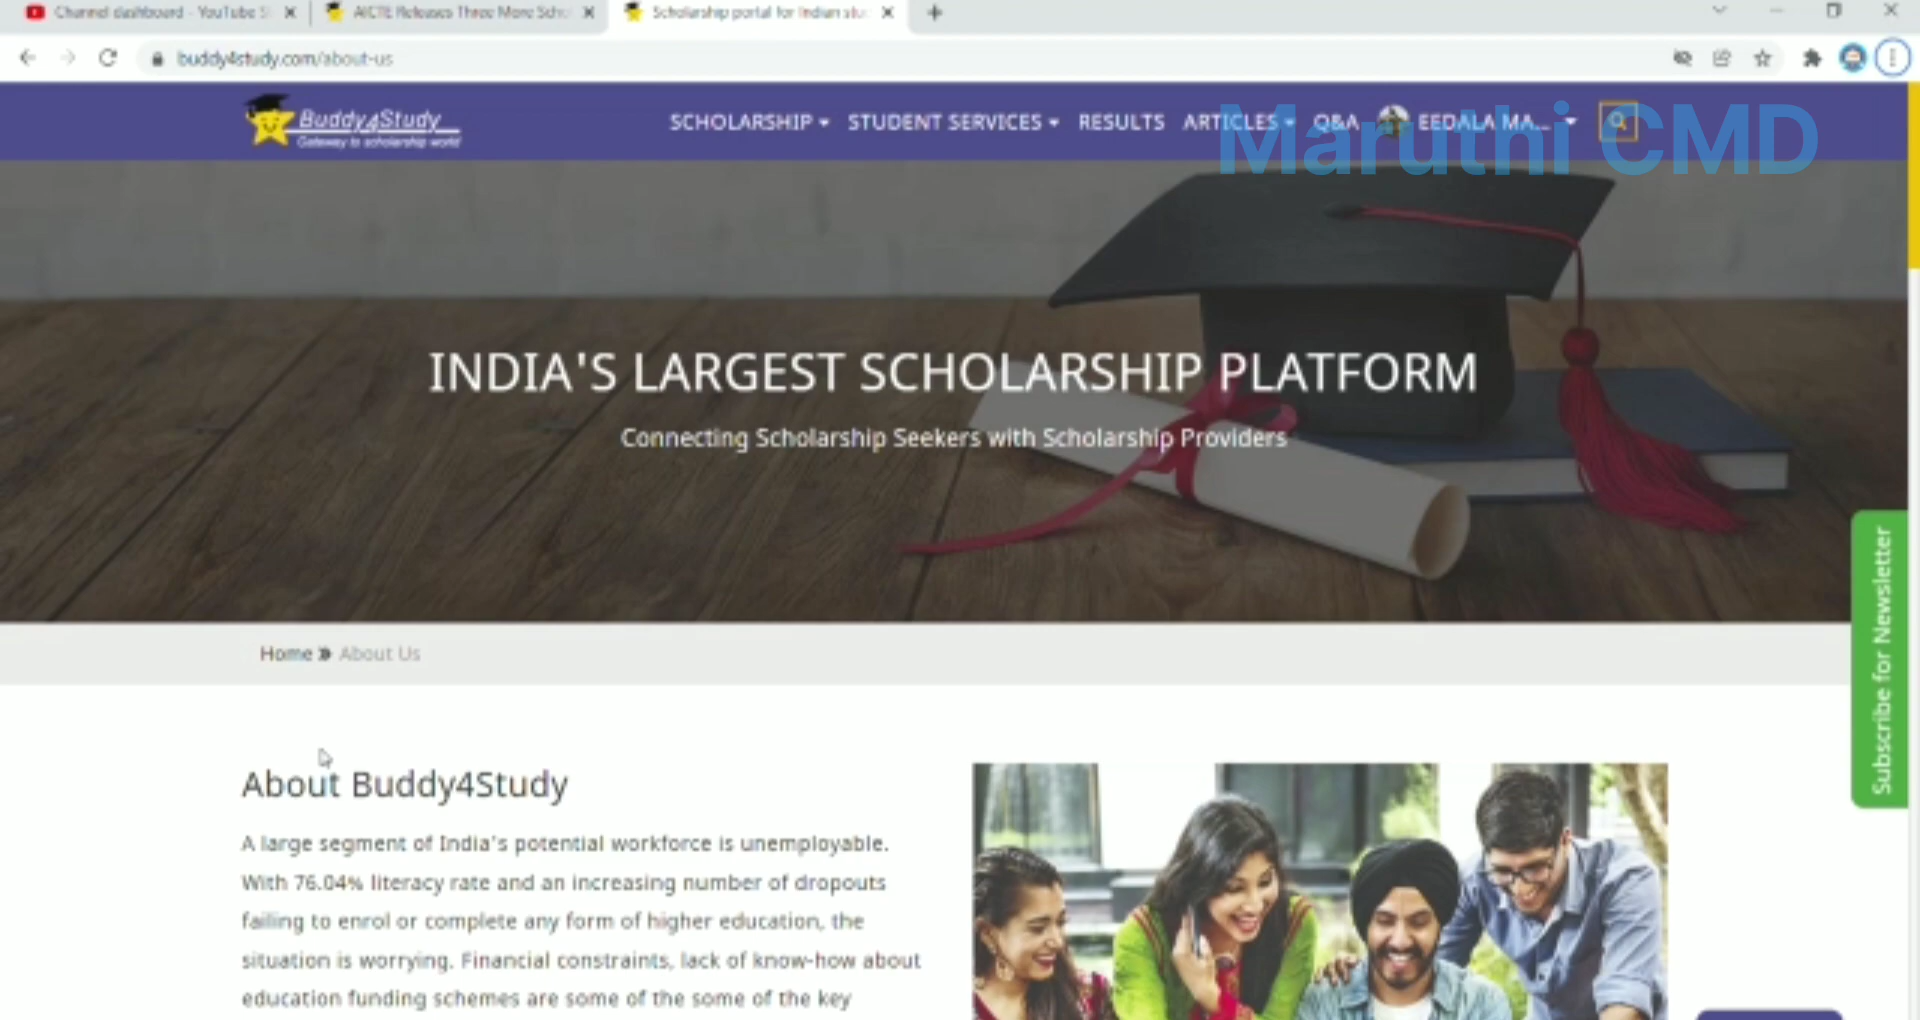 Channel dashboard - YouTube S
AICTE Releases Three More Scho
Scholarship portal for Indian stu
buddy4study.com/about-us
Buddy4Study
Gateway to scholarship world
SCHOLARSHIP
STUDENT SERVICES
RESULTS
ARTICLES
Q&A
EEDALA MA...
Maruthi CMD
INDIA'S LARGEST SCHOLARSHIP PLATFORM
Connecting Scholarship Seekers with Scholarship Providers
Subscribe for Newsletter
Home » About Us
About Buddy4Study
A large segment of India's potential workforce is unemployable.
With 76.04% literacy rate and an increasing number of dropouts
failing to enrol or complete any form of higher education, the
situation is worrying. Financial constraints, lack of know-how about
education funding schemes are some of the some of the key